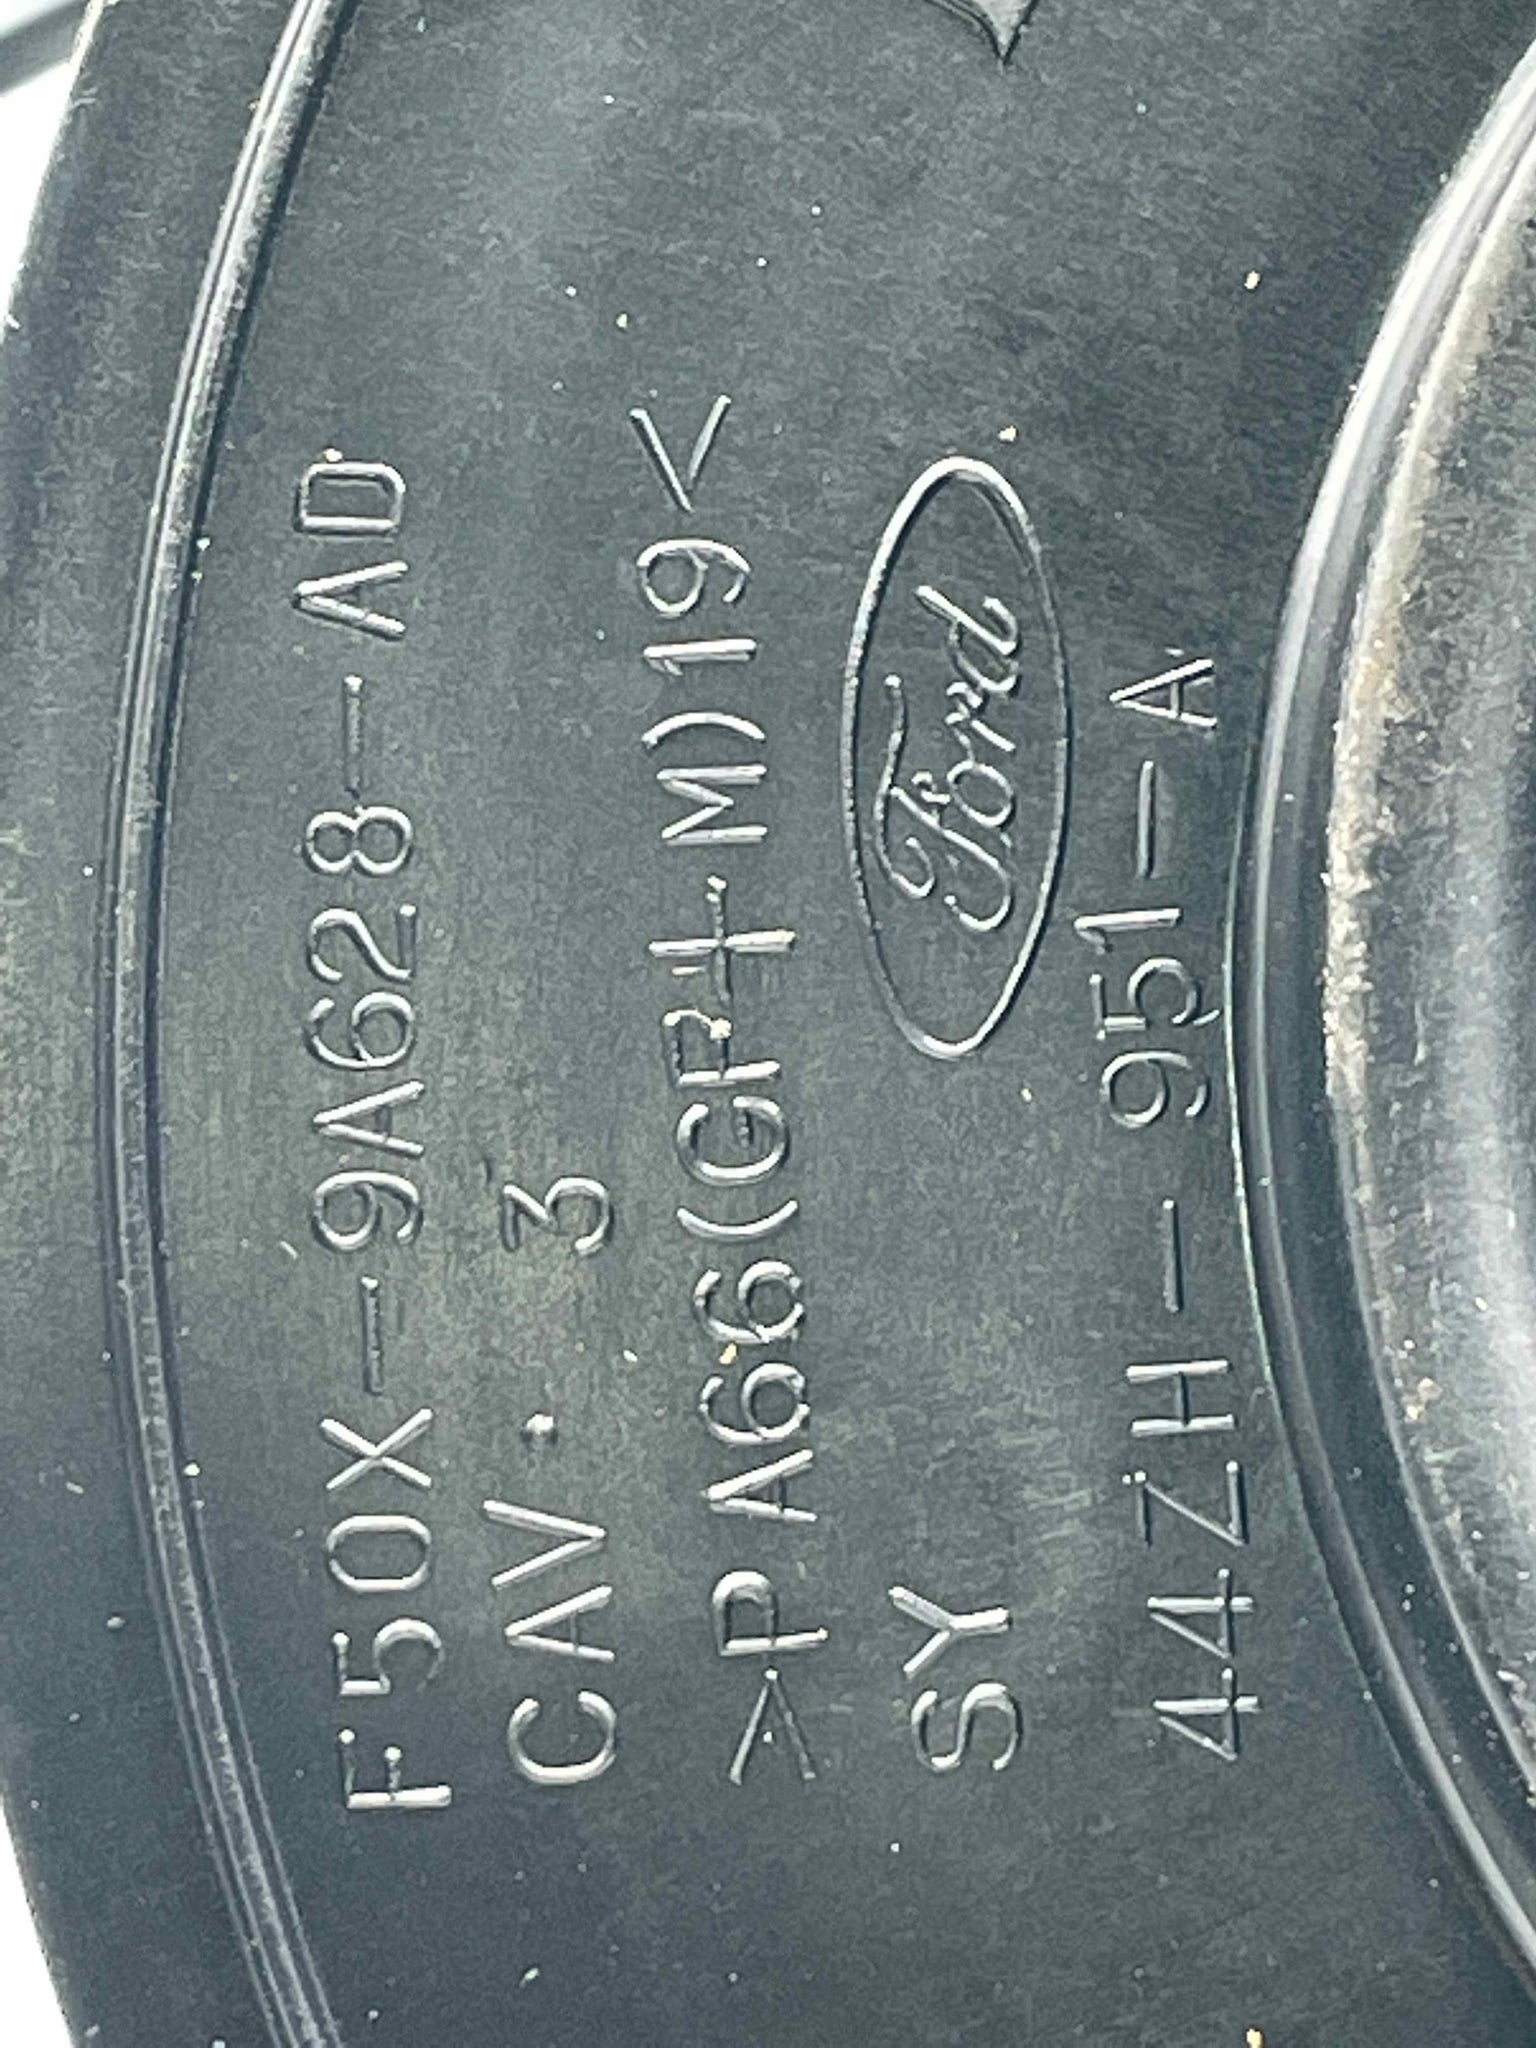 F50X-9A628-AD
CAV. 3
>PA66(GF+M)19<
SY Ford
44ZH-951-A